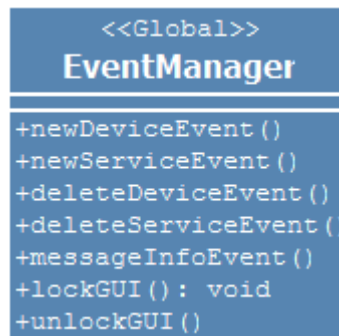 <<Global>>
EventManager
+newDeviceEvent()
+newServiceEvent()
+deleteDeviceEvent()
+deleteServiceEvent(
+messageInfoEvent()
+lockGUI(): void
+unlockGUI()